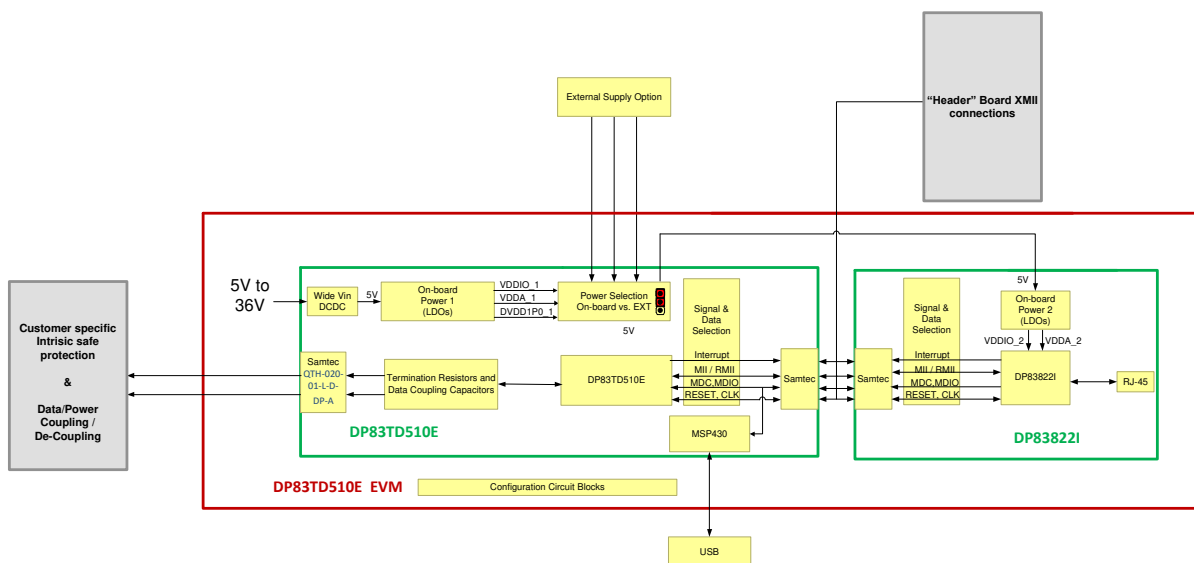 External Supply Option
“Header” Board XMII
connections
5V to
36V
Wide Vin
DCDC
5V
On-board
Power 1
(LDOs)
VDDIO_1
VDDA_1
DVDD1P0_1
Power Selection
On-board vs. EXT
5V
Signal &
Data
Selection
5V
On-board
Power 2
(LDOs)
VDDIO_2
VDDA_2
Signal &
Data
Selection
Customer specific
Intrisic safe
protection
&
Data/Power
Coupling /
De-Coupling
Samtec
QTH-020-
01-L-D-
DP-A
Termination Resistors and
Data Coupling Capacitors
DP83TD510E
Interrupt
MII / RMII
MDC,MDIO
RESET, CLK
Samtec
Samtec
Interrupt
MII / RMII
MDC,MDIO
RESET, CLK
DP83822I
RJ-45
MSP430
DP83TD510E
DP83822I
DP83TD510E EVM
Configuration Circuit Blocks
USB